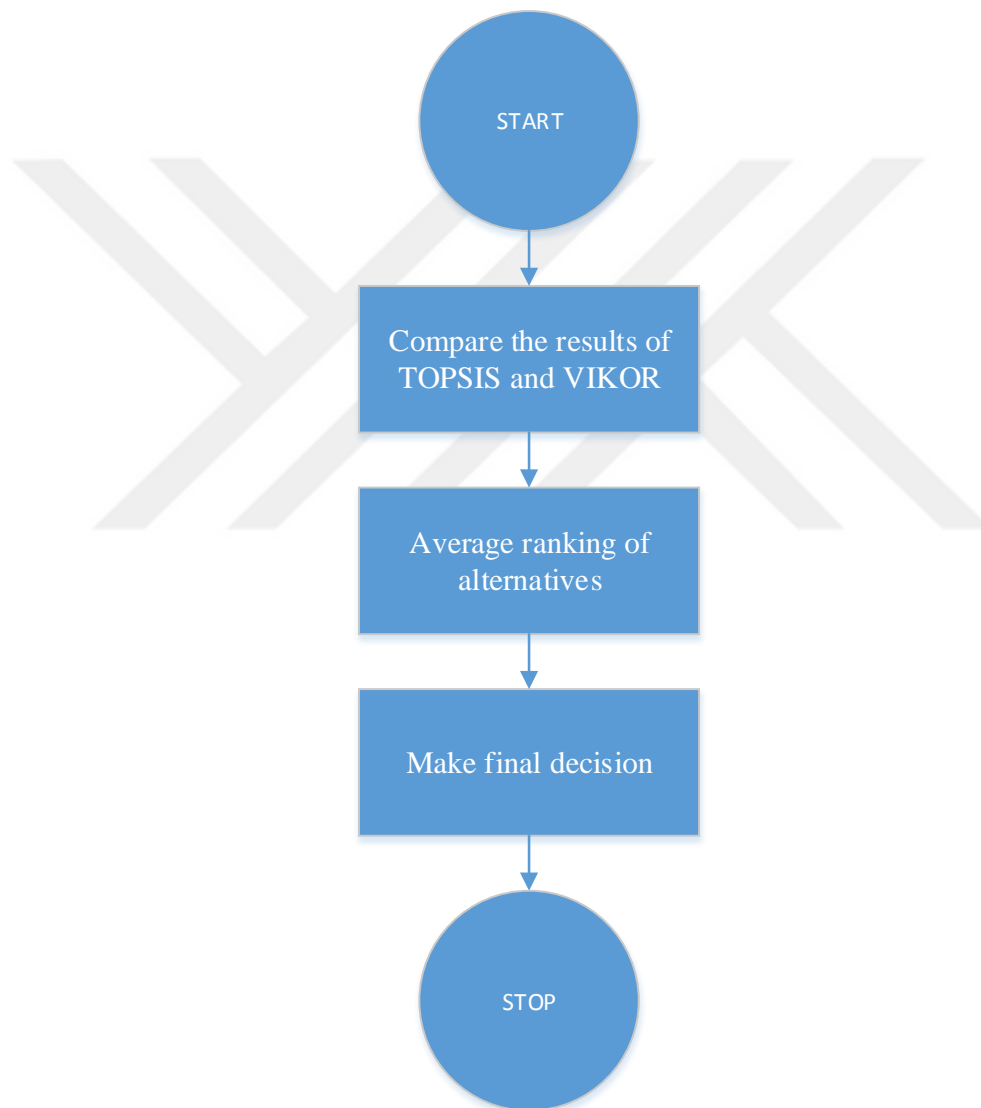 START
Compare the results of
TOPSIS and VIKOR
Average ranking of
alternatives
Make final decision
STOP